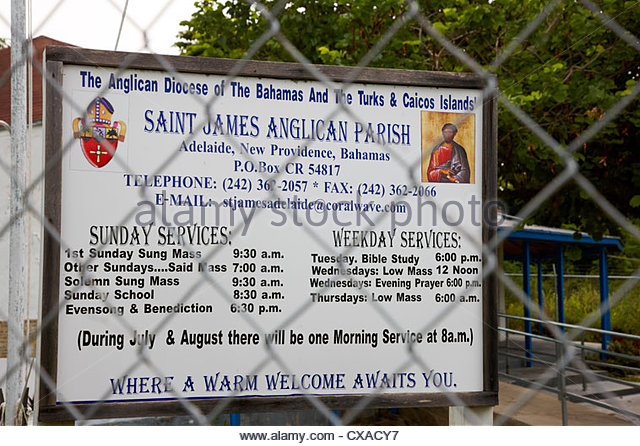 The Anglican Diocese of The Bahamas And The Turks & Caicos Islands
SAINT JAMES ANGLICAN PARISH
Adelaide, New Providence, Bahamas
P.O.Box CR 54817
TELEPHONE: (242) 362-2057 * FAX: (242) 362-2066
E-MAIL: stjamesadelaide@coralwave.com
alamy stock photo
SUNDAY SERVICES:
1st Sunday Sung Mass 9:30 a.m.
Other Sundays....Said Mass 7:00 a.m.
Solemn Sung Mass 9:30 a.m.
Sunday School 8:30 a.m.
Evensong & Benediction 6:30 p.m.
WEEKDAY SERVICES:
Tuesday. Bible Study 6:00 p.m.
Wednesdays: Low Mass 12 Noon
Wednesdays: Evening Prayer 6:00 p.m.
Thursdays: Low Mass 6:00 a.m.
(During July & August there will be one Morning Service at 8a.m.)
WHERE A WARM WELCOME AWAITS YOU.
www.alamy.com - CXACY7